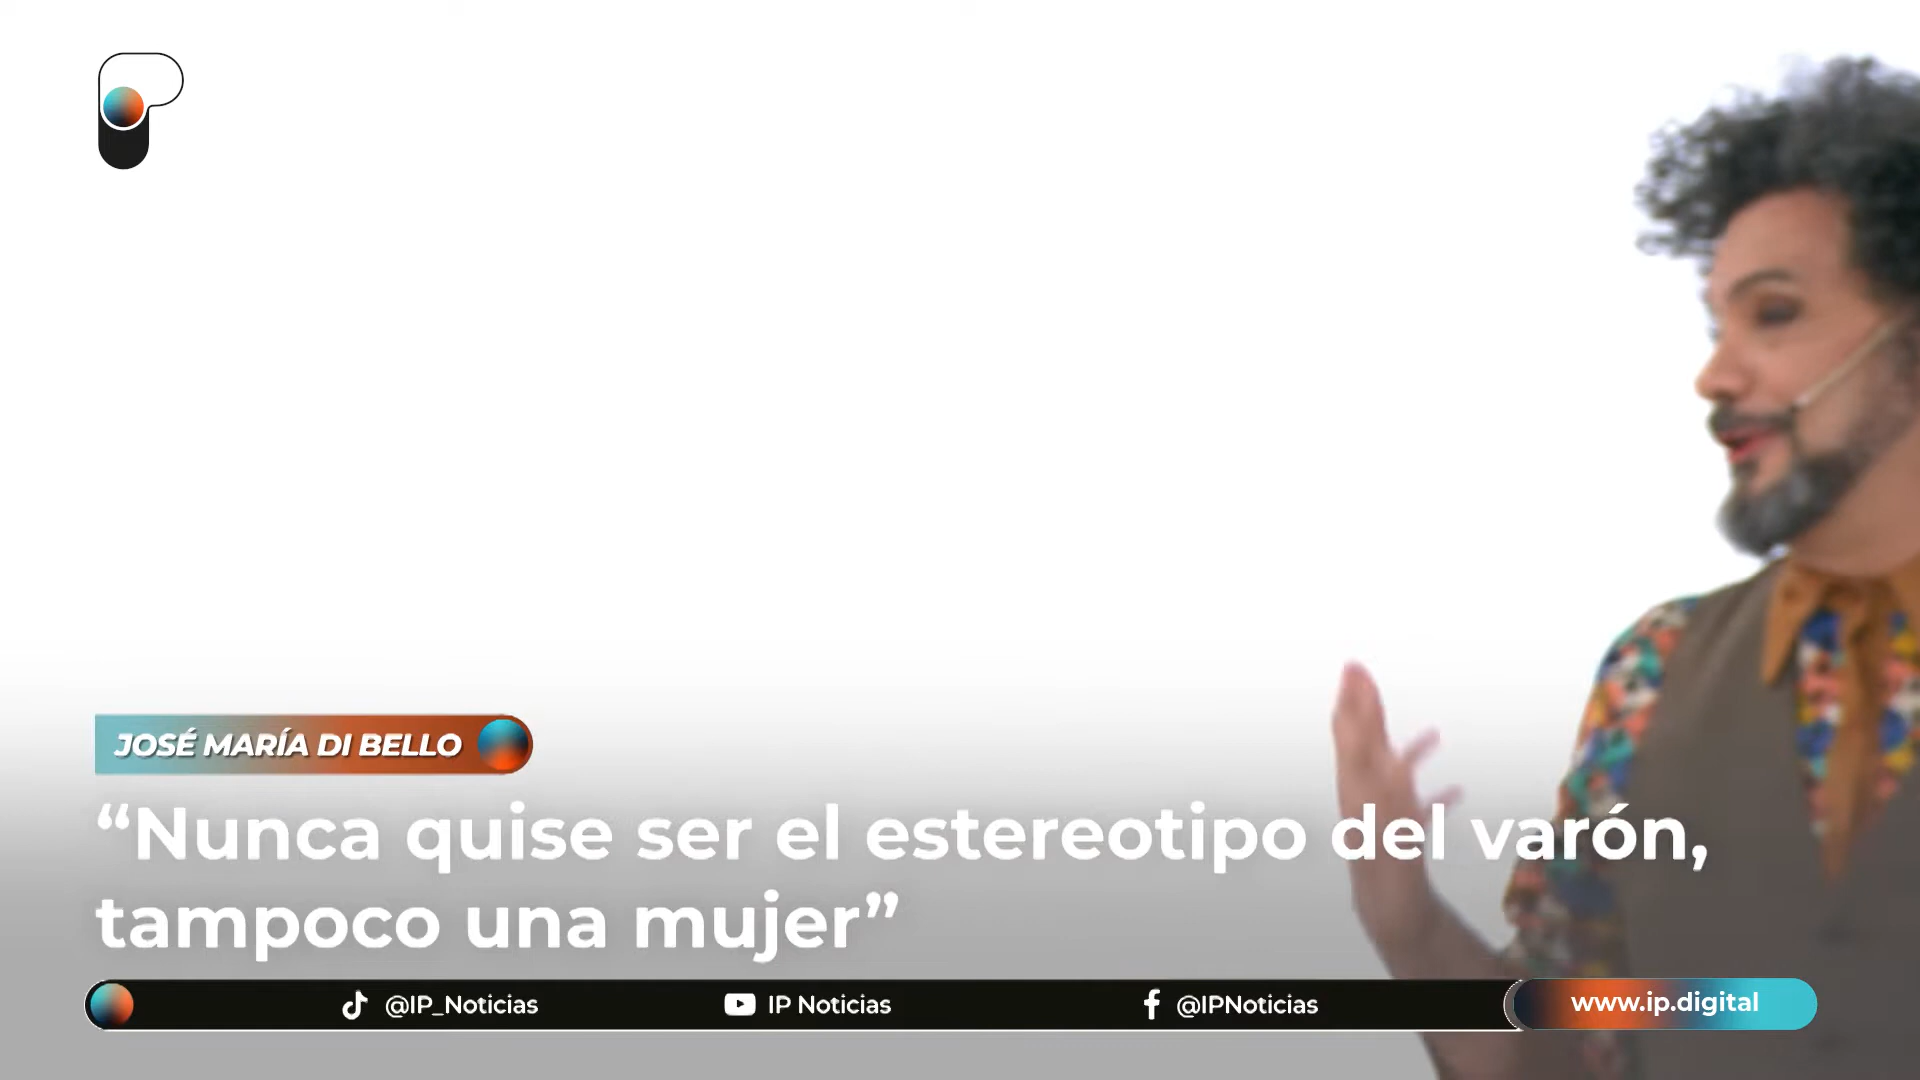 JOSÉ MARÍA DI BELLO
“Nunca quise ser el estereotipo del varón,
tampoco una mujer”
@IP_Noticias
IP Noticias
@IPNoticias
www.ip.digital